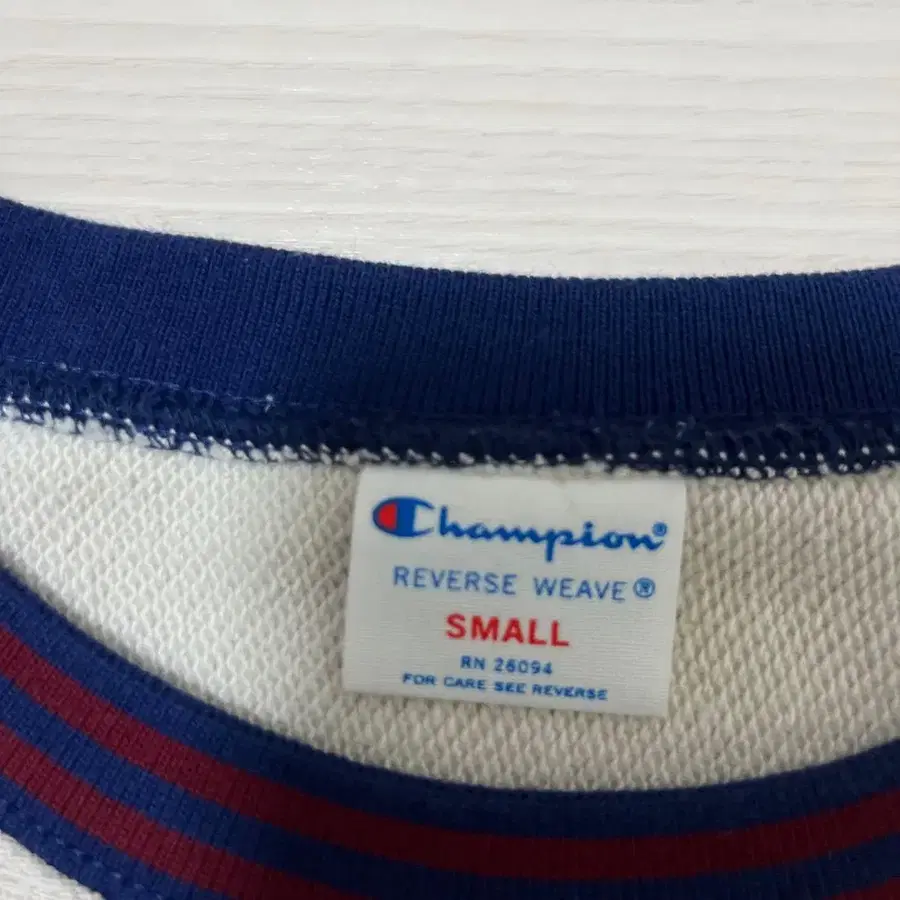 Champion®
REVERSE WEAVE®
SMALL
RN 26094
FOR CARE SEE REVERSE